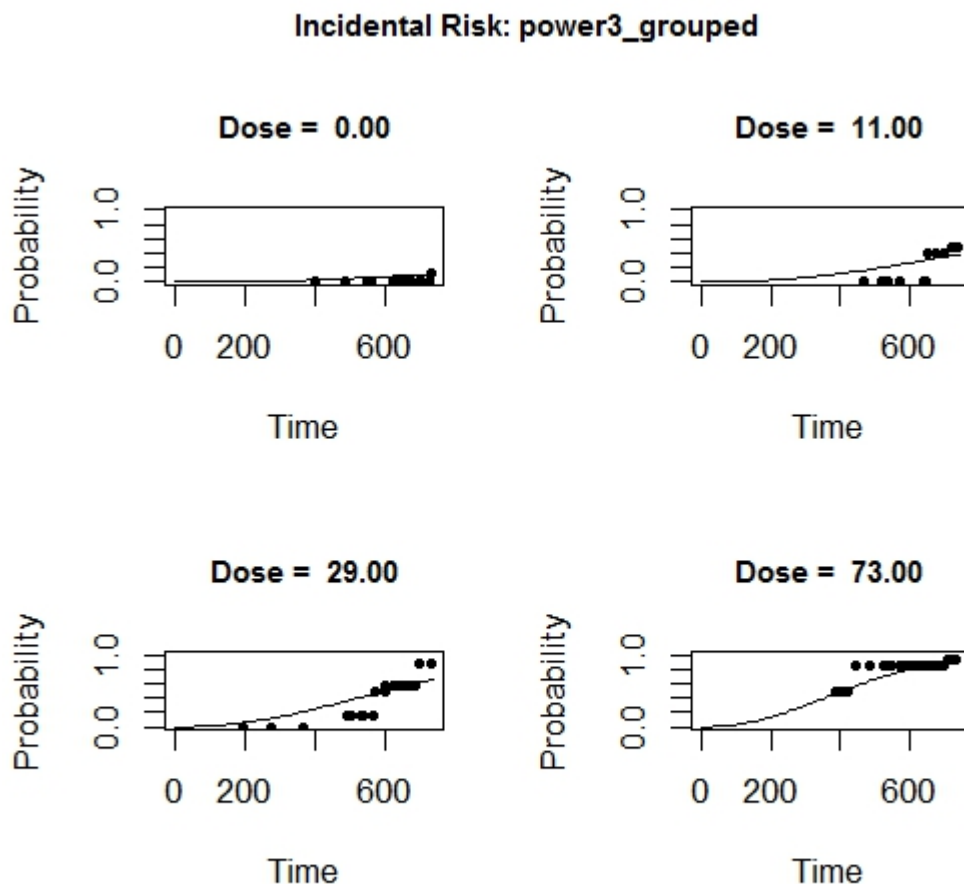 Incidental Risk: power3_grouped
Dose =  0.00
Probability
0.0
1.0
0
200
600
Time
Dose =  11.00
Probability
0.0
1.0
0
200
600
Time
Dose =  29.00
Probability
0.0
1.0
0
200
600
Time
Dose =  73.00
Probability
0.0
1.0
0
200
600
Time